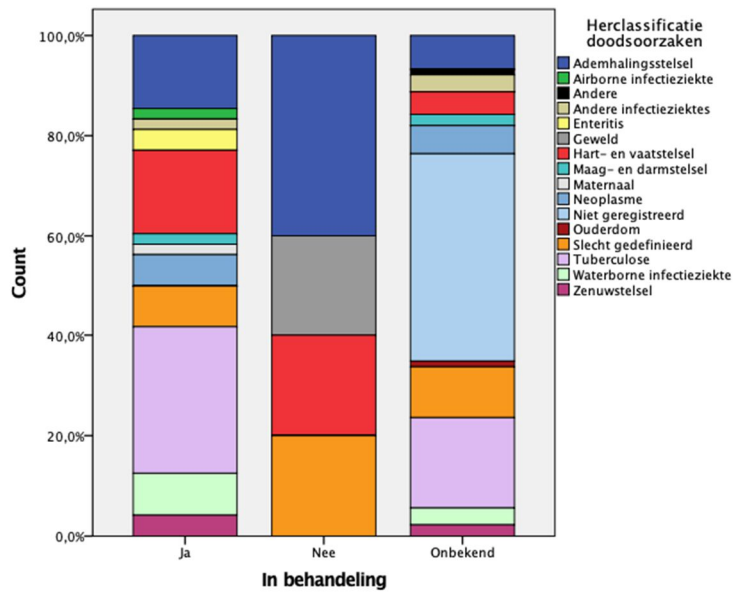 Herclassificatie
doodsoorzaken
Ademhalingsstelsel
Airborne infectieziekte
Andere
Andere infectieziektes
Enteritis
Geweld
Hart- en vaatstelsel
Maag- en darmstelsel
Maternaal
Neoplasme
Niet geregistreerd
Ouderdom
Slecht gedefinieerd
Tuberculose
Waterborne infectieziekte
Zenuwstelsel
Count
100,0%
80,0%
60,0%
40,0%
20,0%
0,0%
Ja Nee Onbekend
In behandeling